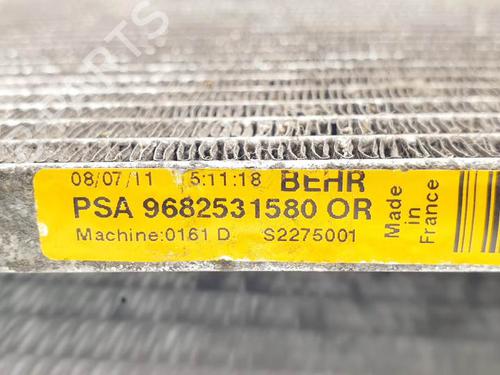 08/07/11 5:11:18 BEHR
PSA 9682531580 OR
Machine:0161 D S2275001
Made
in
France